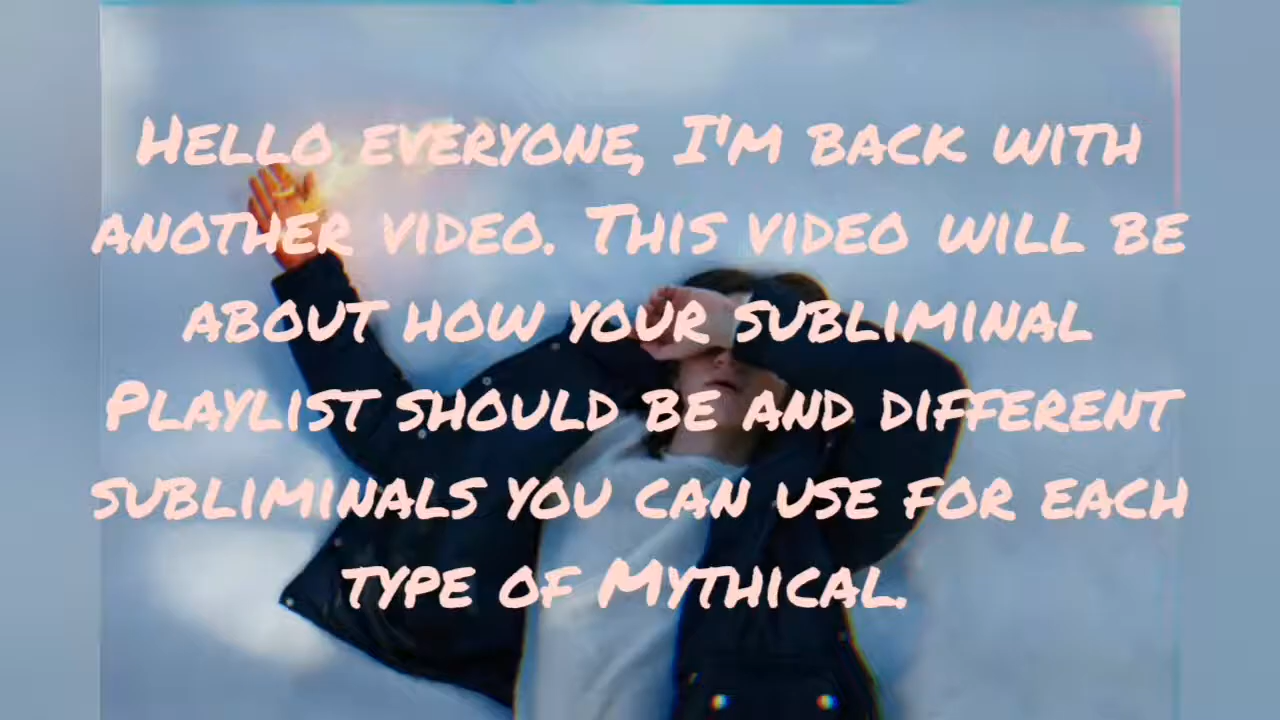 Hello everyone, I'm back with
another video. This video will be
about how your subliminal
Playlist should be and different
subliminals you can use for each
type of Mythical.